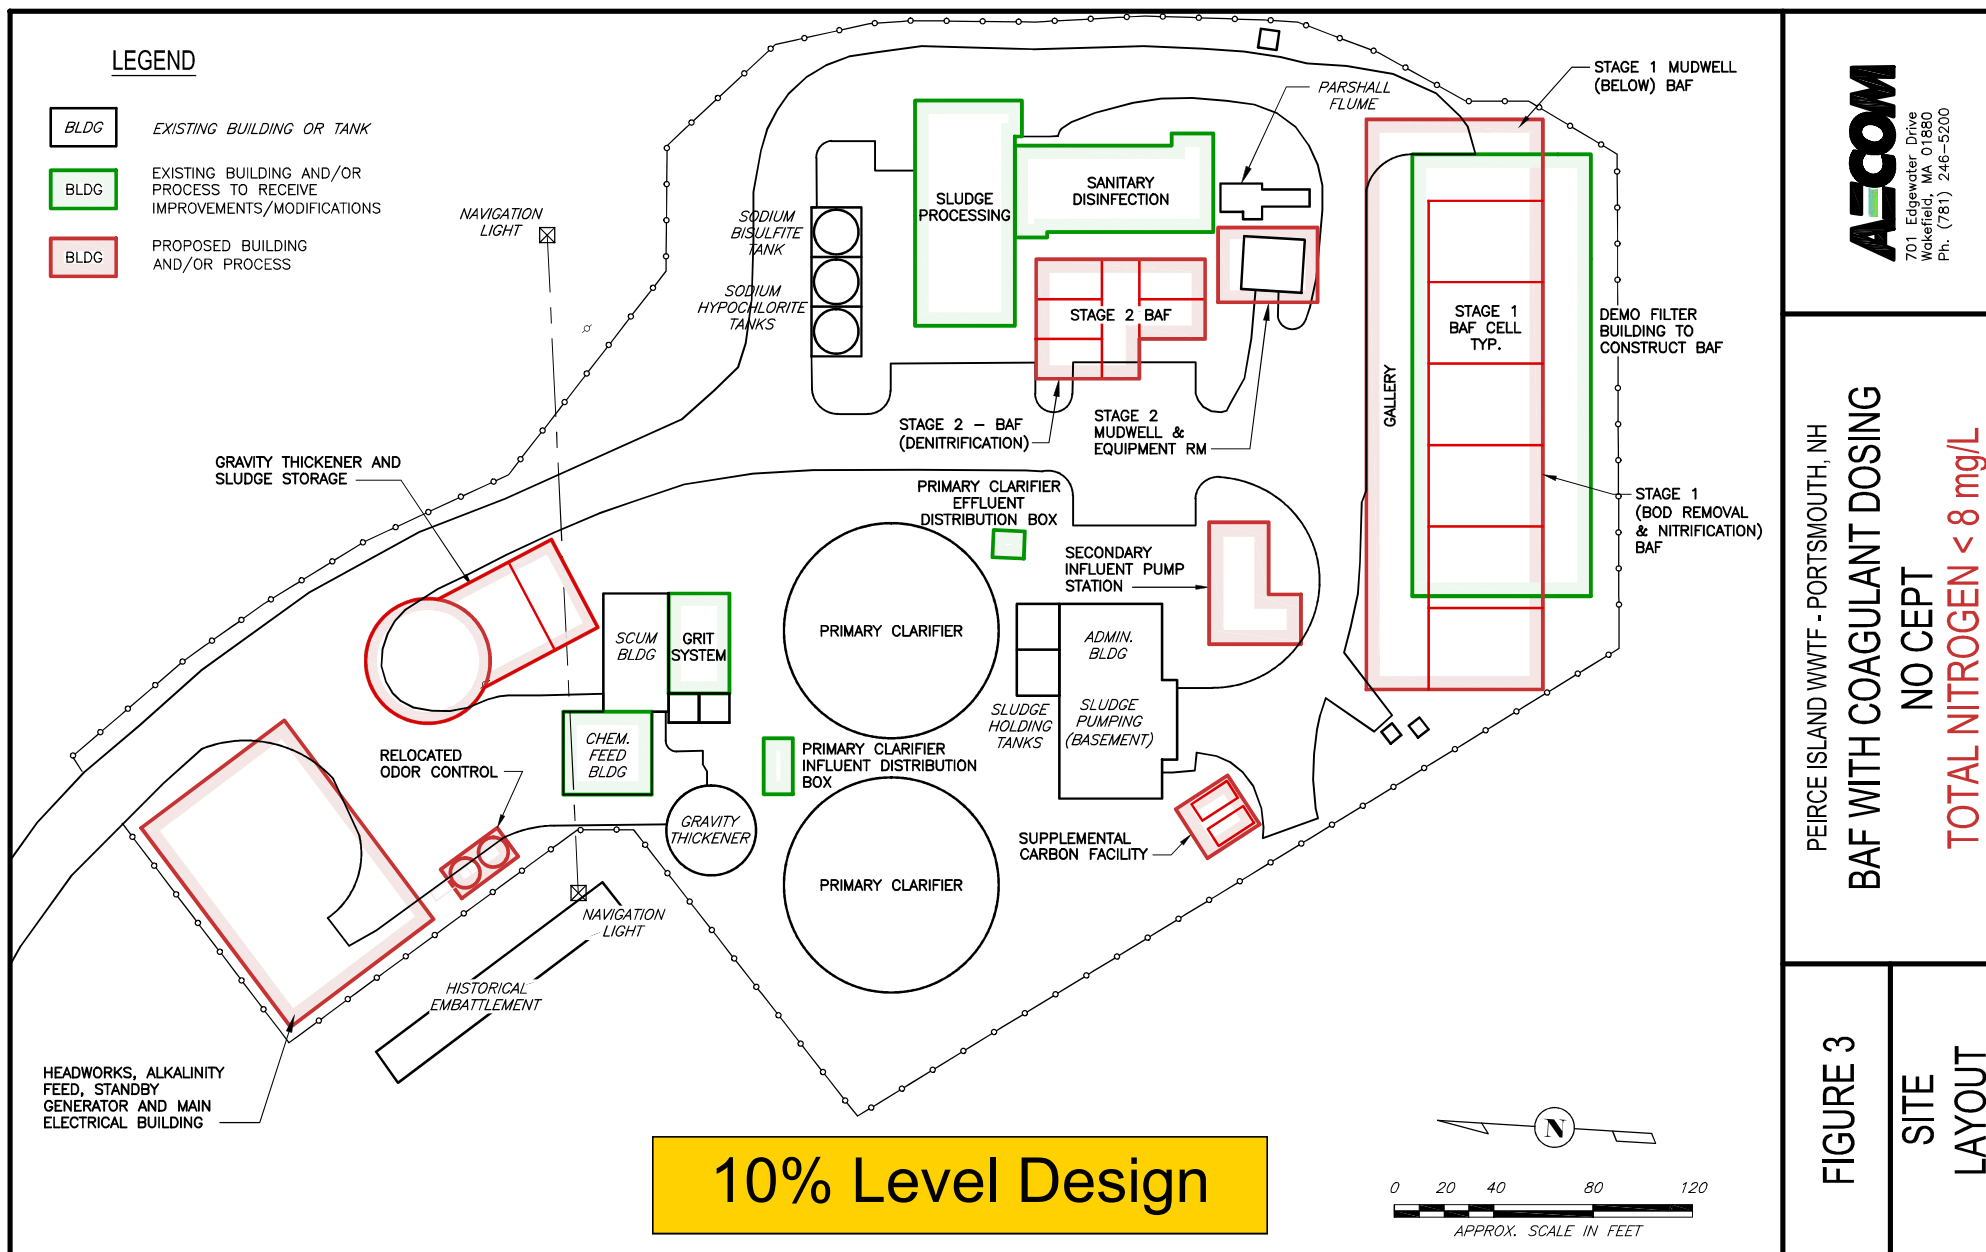 LEGEND
BLDG
EXISTING BUILDING OR TANK
BLDG
EXISTING BUILDING AND/OR
PROCESS TO RECEIVE
IMPROVEMENTS/MODIFICATIONS
BLDG
PROPOSED BUILDING
AND/OR PROCESS
NAVIGATION
LIGHT
SODIUM
BISULFITE
TANK
SODIUM
HYPOCHLORITE
TANKS
SLUDGE
PROCESSING
SANITARY
DISINFECTION
PARSHALL
FLUME
STAGE 1 MUDWELL
(BELOW) BAF
STAGE 2 BAF
STAGE 1
BAF CELL
TYP.
DEMO FILTER
BUILDING TO
CONSTRUCT BAF
GALLERY
STAGE 2 - BAF
(DENITRIFICATION)
STAGE 2
MUDWELL &
EQUIPMENT RM
GRAVITY THICKENER AND
SLUDGE STORAGE
PRIMARY CLARIFIER
EFFLUENT
DISTRIBUTION BOX
STAGE 1
(BOD REMOVAL
& NITRIFICATION)
BAF
SECONDARY
INFLUENT PUMP
STATION
SCUM
BLDG
GRIT
SYSTEM
PRIMARY CLARIFIER
ADMIN.
BLDG
SLUDGE
HOLDING
TANKS
SLUDGE
PUMPING
(BASEMENT)
CHEM.
FEED
BLDG
RELOCATED
ODOR CONTROL
PRIMARY CLARIFIER
INFLUENT DISTRIBUTION
BOX
GRAVITY
THICKENER
SUPPLEMENTAL
CARBON FACILITY
PRIMARY CLARIFIER
NAVIGATION
LIGHT
HISTORICAL
EMBATTLEMENT
HEADWORKS, ALKALINITY
FEED, STANDBY
GENERATOR AND MAIN
ELECTRICAL BUILDING
10% Level Design
N
0 20 40 80 120
APPROX. SCALE IN FEET
AECOM
701 Edgewater Drive
Wakefield, MA 01880
Ph. (781) 246-5200
PEIRCE ISLAND WWTF - PORTSMOUTH, NH
BAF WITH COAGULANT DOSING
NO CEPT
TOTAL NITROGEN < 8 mg/L
FIGURE 3
SITE
LAYOUT